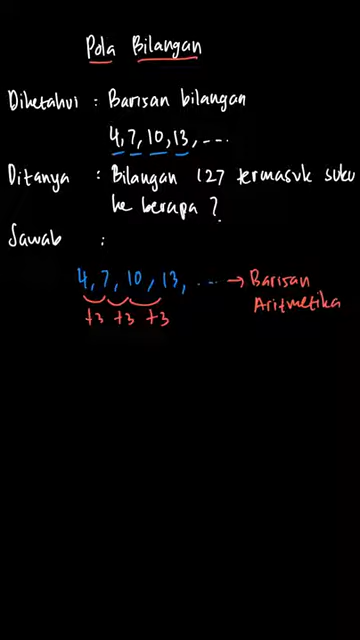 Pola Bilangan
Diketahui : Barisan bilangan
4, 7, 10, 13, ....
Ditanya : Bilangan 127 termasuk suku
ke berapa ?
Jawab :
4, 7, 10, 13, ... → Barisan
Aritmetika
+3 +3 +3